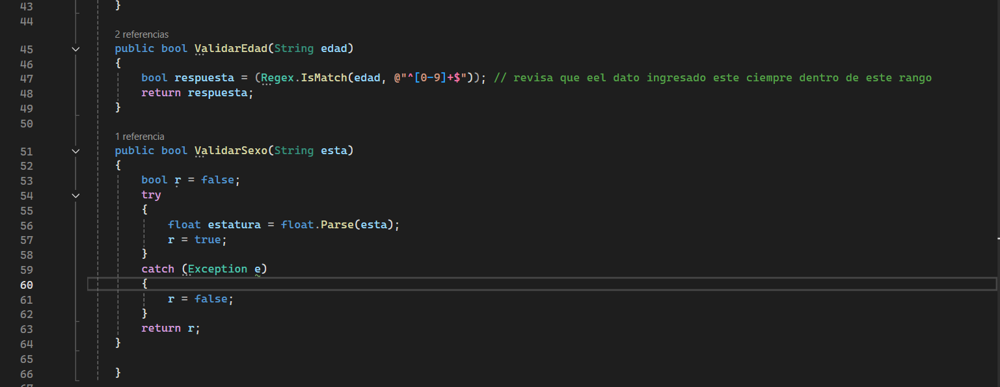 43 }
44
2 referencias
45 public bool ValidarEdad(String edad)
46 {
47 bool respuesta = (Regex.IsMatch(edad, @"^[0-9]+$")); // revisa que eel dato ingresado este ciempre dentro de este rango
48 return respuesta;
49 }
50
1 referencia
51 public bool ValidarSexo(String esta)
52 {
53 bool r = false;
54 try
55 {
56 float estatura = float.Parse(esta);
57 r = true;
58 }
59 catch (Exception e)
60 {
61 r = false;
62 }
63 return r;
64 }
65
66 }
67